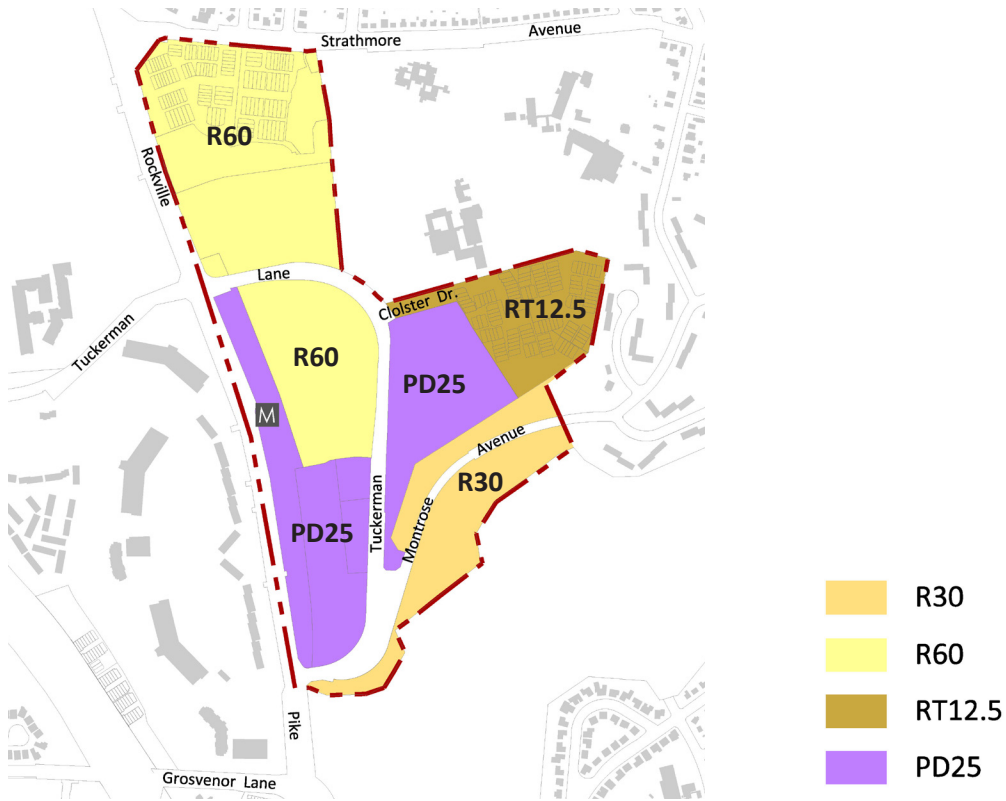 Strathmore
Avenue
R60
Rockville
Lane
Tuckerman
Clolster Dr.
RT12.5
R60
PD25
M
Avenue
R30
Tuckerman
Montrose
PD25
Pike
Grosvenor Lane
R30
R60
RT12.5
PD25